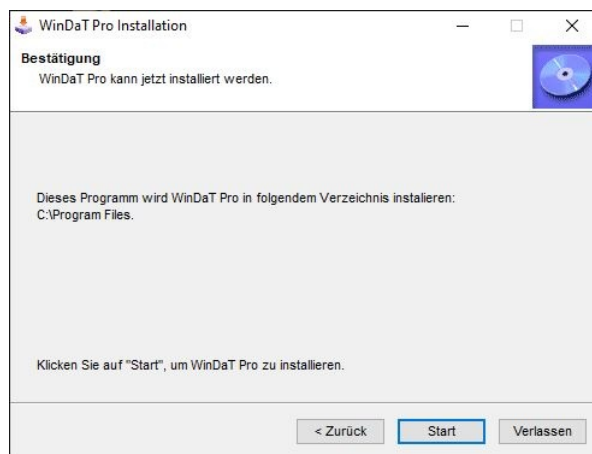 WinDaT Pro Installation
Bestätigung
WinDaT Pro kann jetzt installiert werden.
Dieses Programm wird WinDaT Pro in folgendem Verzeichnis instalieren:
C:\Program Files.
Klicken Sie auf "Start", um WinDaT Pro zu installieren.
< Zurück Start Verlassen